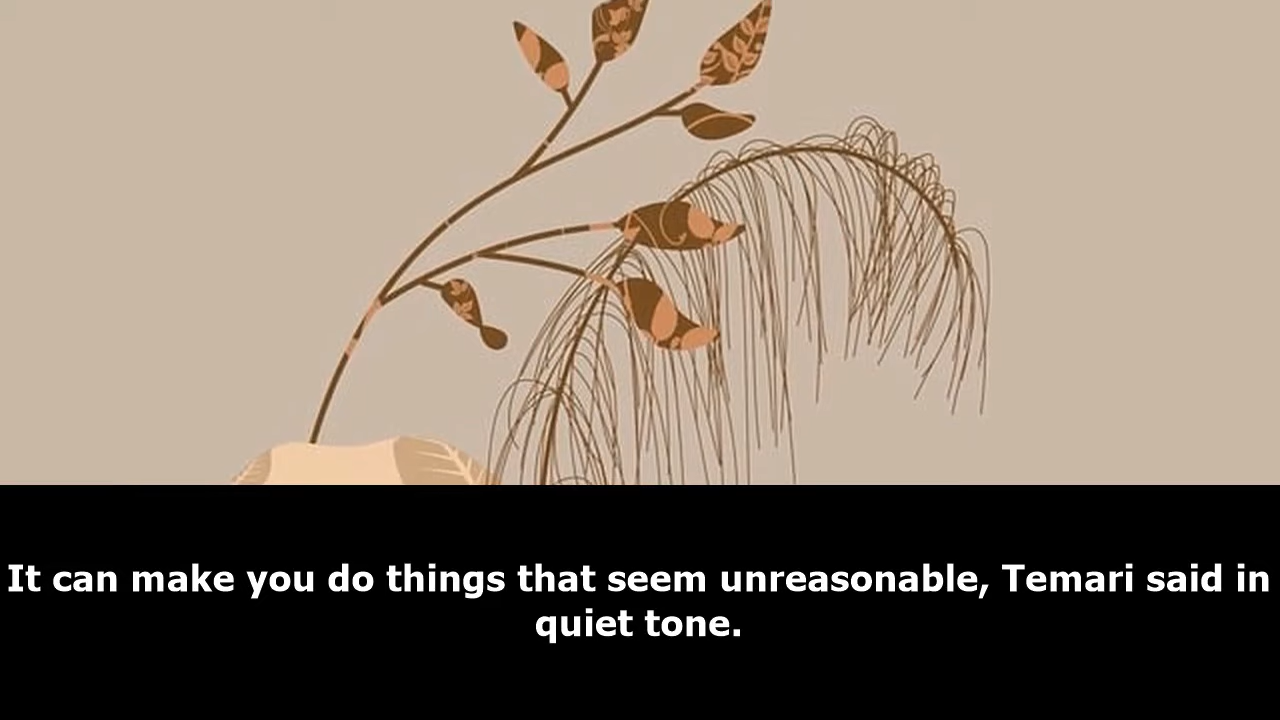 It can make you do things that seem unreasonable, Temari said in
quiet tone.